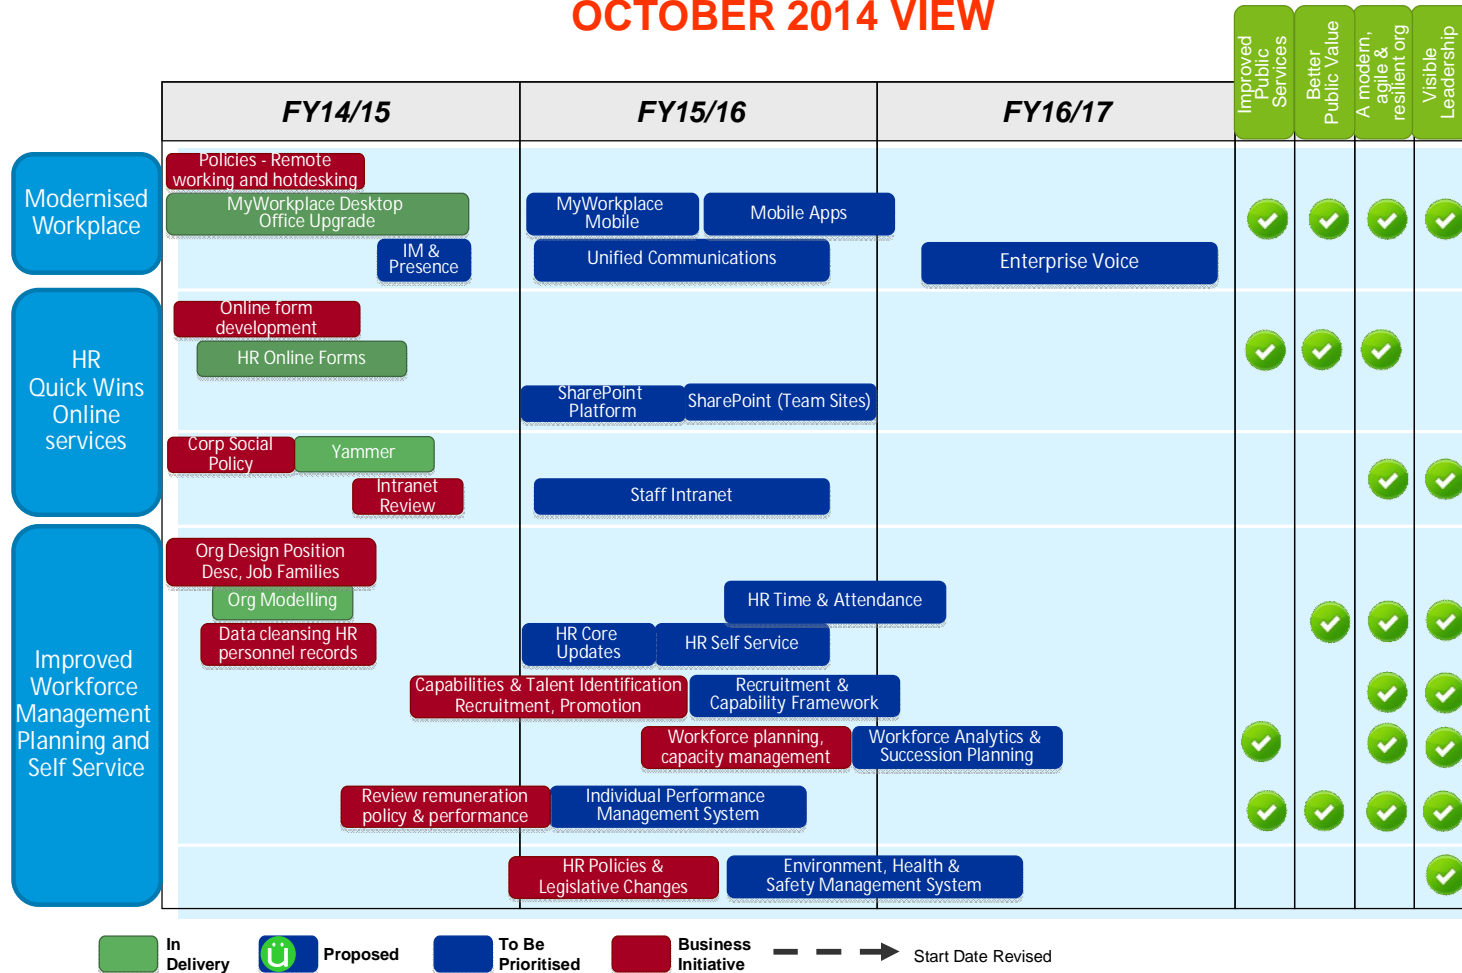 OCTOBER 2014 VIEW
Improved
Public
Services
Better
Public Value
A modern,
agile &
resilient org
Visible
Leadership
FY14/15
FY15/16
FY16/17
Modernised
Workplace
Policies - Remote
working and hotdesking
MyWorkplace Desktop
Office Upgrade
IM &
Presence
MyWorkplace
Mobile
Mobile Apps
Unified Communications
Enterprise Voice
HR
Quick Wins
Online
services
Online form
development
HR Online Forms
SharePoint
Platform
SharePoint (Team Sites)
Corp Social
Policy
Yammer
Intranet
Review
Staff Intranet
Improved
Workforce
Management
Planning and
Self Service
Org Design Position
Desc, Job Families
Org Modelling
HR Time & Attendance
Data cleansing HR
personnel records
HR Core
Updates
HR Self Service
Capabilities & Talent Identification
Recruitment, Promotion
Recruitment &
Capability Framework
Workforce planning,
capacity management
Workforce Analytics &
Succession Planning
Review remuneration
policy & performance
Individual Performance
Management System
HR Policies &
Legislative Changes
Environment, Health &
Safety Management System
In
Delivery
ü
Proposed
To Be
Prioritised
Business
Initiative
Start Date Revised